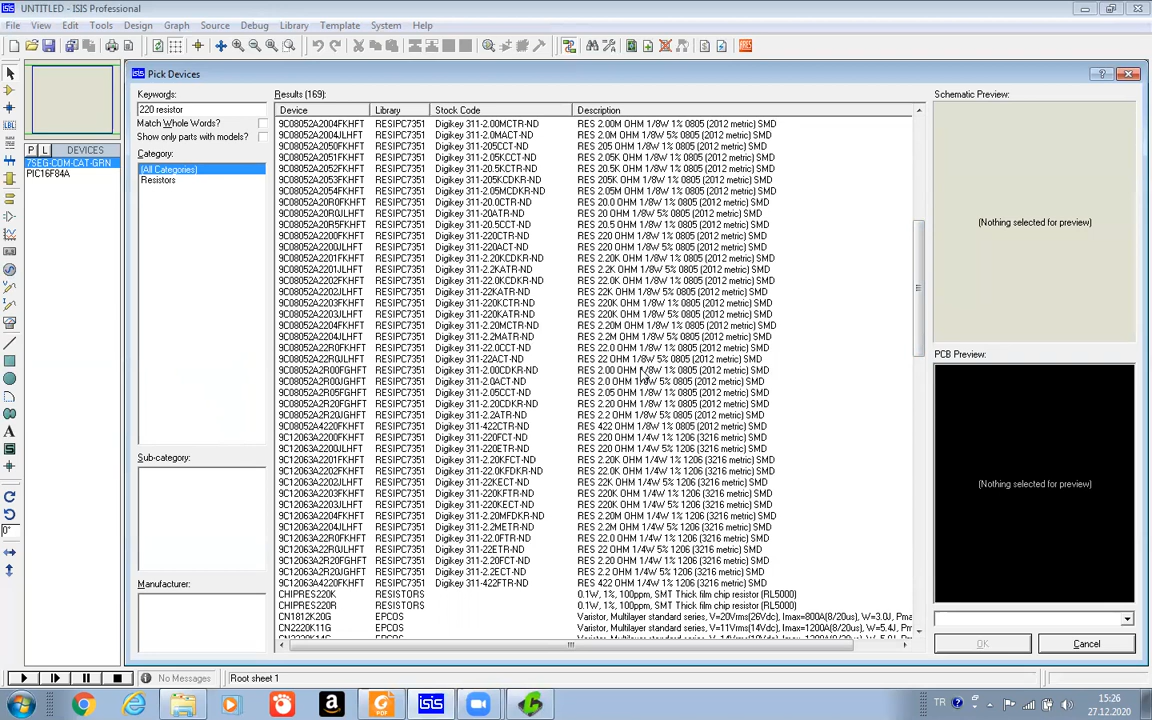 UNTITLED - ISIS Professional
File View Edit Tools Design Graph Source Debug Library Template System Help
Pick Devices
Keywords:
220 resistor
Match Whole Words?
Show only parts with models?
Category:
(All Categories)
Resistors
Sub-category:
Manufacturer:
P L DEVICES
7SEG-COM-CAT-GRN
PIC16F84A
Results (169):
Device Library Stock Code Description
9C08052A2004FKHFT RESIPC7351 Digikey 311-2.00MCTR-ND RES 2.00M OHM 1/8W 1% 0805 (2012 metric) SMD
9C08052A2004JLHFT RESIPC7351 Digikey 311-2.0MACT-ND RES 2.0M OHM 1/8W 5% 0805 (2012 metric) SMD
9C08052A2050FKHFT RESIPC7351 Digikey 311-205CCT-ND RES 205 OHM 1/8W 1% 0805 (2012 metric) SMD
9C08052A2051FKHFT RESIPC7351 Digikey 311-2.05KCCT-ND RES 2.05K OHM 1/8W 1% 0805 (2012 metric) SMD
9C08052A2052FKHFT RESIPC7351 Digikey 311-20.5KCCT-ND RES 20.5K OHM 1/8W 1% 0805 (2012 metric) SMD
9C08052A2053FKHFT RESIPC7351 Digikey 311-205KCDKR-ND RES 205K OHM 1/8W 1% 0805 (2012 metric) SMD
9C08052A2054FKHFT RESIPC7351 Digikey 311-2.05MCDKR-ND RES 2.05M OHM 1/8W 1% 0805 (2012 metric) SMD
9C08052A20R0FKHFT RESIPC7351 Digikey 311-20.0CTR-ND RES 20.0 OHM 1/8W 1% 0805 (2012 metric) SMD
9C08052A20R0JLHFT RESIPC7351 Digikey 311-20ATR-ND RES 20 OHM 1/8W 5% 0805 (2012 metric) SMD
9C08052A20R5FKHFT RESIPC7351 Digikey 311-20.5CCT-ND RES 20.5 OHM 1/8W 1% 0805 (2012 metric) SMD
9C08052A2200FKHFT RESIPC7351 Digikey 311-220CTR-ND RES 220 OHM 1/8W 1% 0805 (2012 metric) SMD
9C08052A2200JLHFT RESIPC7351 Digikey 311-220ACT-ND RES 220 OHM 1/8W 5% 0805 (2012 metric) SMD
9C08052A2201FKHFT RESIPC7351 Digikey 311-2.20KCDKR-ND RES 2.20K OHM 1/8W 1% 0805 (2012 metric) SMD
9C08052A2201JLHFT RESIPC7351 Digikey 311-2.2KATR-ND RES 2.2K OHM 1/8W 5% 0805 (2012 metric) SMD
9C08052A2202FKHFT RESIPC7351 Digikey 311-22.0KCDKR-ND RES 22.0K OHM 1/8W 1% 0805 (2012 metric) SMD
9C08052A2202JLHFT RESIPC7351 Digikey 311-22KATR-ND RES 22K OHM 1/8W 5% 0805 (2012 metric) SMD
9C08052A2203FKHFT RESIPC7351 Digikey 311-220KCTR-ND RES 220K OHM 1/8W 1% 0805 (2012 metric) SMD
9C08052A2203JLHFT RESIPC7351 Digikey 311-220KATR-ND RES 220K OHM 1/8W 5% 0805 (2012 metric) SMD
9C08052A2204FKHFT RESIPC7351 Digikey 311-2.20MCTR-ND RES 2.20M OHM 1/8W 1% 0805 (2012 metric) SMD
9C08052A2204JLHFT RESIPC7351 Digikey 311-2.2MATR-ND RES 2.2M OHM 1/8W 5% 0805 (2012 metric) SMD
9C08052A22R0FKHFT RESIPC7351 Digikey 311-22.0CCT-ND RES 22.0 OHM 1/8W 1% 0805 (2012 metric) SMD
9C08052A22R0JLHFT RESIPC7351 Digikey 311-22ACT-ND RES 22 OHM 1/8W 5% 0805 (2012 metric) SMD
9C08052A2R00FGHFT RESIPC7351 Digikey 311-2.00CDKR-ND RES 2.00 OHM 1/8W 1% 0805 (2012 metric) SMD
9C08052A2R00JGHFT RESIPC7351 Digikey 311-2.0ACT-ND RES 2.0 OHM 1/8W 5% 0805 (2012 metric) SMD
9C08052A2R05FGHFT RESIPC7351 Digikey 311-2.05CCT-ND RES 2.05 OHM 1/8W 1% 0805 (2012 metric) SMD
9C08052A2R20FGHFT RESIPC7351 Digikey 311-2.20CDKR-ND RES 2.20 OHM 1/8W 1% 0805 (2012 metric) SMD
9C08052A2R20JGHFT RESIPC7351 Digikey 311-2.2ATR-ND RES 2.2 OHM 1/8W 5% 0805 (2012 metric) SMD
9C08052A4220FKHFT RESIPC7351 Digikey 311-422CTR-ND RES 422 OHM 1/8W 1% 0805 (2012 metric) SMD
9C12063A2200FKHFT RESIPC7351 Digikey 311-220FCT-ND RES 220 OHM 1/4W 1% 1206 (3216 metric) SMD
9C12063A2200JLHFT RESIPC7351 Digikey 311-220ETR-ND RES 220 OHM 1/4W 5% 1206 (3216 metric) SMD
9C12063A2201FKHFT RESIPC7351 Digikey 311-2.20KFCT-ND RES 2.20K OHM 1/4W 1% 1206 (3216 metric) SMD
9C12063A2202FKHFT RESIPC7351 Digikey 311-22.0KFDKR-ND RES 22.0K OHM 1/4W 1% 1206 (3216 metric) SMD
9C12063A2202JLHFT RESIPC7351 Digikey 311-22KECT-ND RES 22K OHM 1/4W 5% 1206 (3216 metric) SMD
9C12063A2203FKHFT RESIPC7351 Digikey 311-220KFTR-ND RES 220K OHM 1/4W 1% 1206 (3216 metric) SMD
9C12063A2203JLHFT RESIPC7351 Digikey 311-220KECT-ND RES 220K OHM 1/4W 5% 1206 (3216 metric) SMD
9C12063A2204FKHFT RESIPC7351 Digikey 311-2.20MFDKR-ND RES 2.20M OHM 1/4W 1% 1206 (3216 metric) SMD
9C12063A2204JLHFT RESIPC7351 Digikey 311-2.2METR-ND RES 2.2M OHM 1/4W 5% 1206 (3216 metric) SMD
9C12063A22R0FKHFT RESIPC7351 Digikey 311-22.0FTR-ND RES 22.0 OHM 1/4W 1% 1206 (3216 metric) SMD
9C12063A22R0JLHFT RESIPC7351 Digikey 311-22ETR-ND RES 22 OHM 1/4W 5% 1206 (3216 metric) SMD
9C12063A2R20FGHFT RESIPC7351 Digikey 311-2.20FCT-ND RES 2.20 OHM 1/4W 1% 1206 (3216 metric) SMD
9C12063A2R20JGHFT RESIPC7351 Digikey 311-2.2ECT-ND RES 2.2 OHM 1/4W 5% 1206 (3216 metric) SMD
9C12063A4220FKHFT RESIPC7351 Digikey 311-422FTR-ND RES 422 OHM 1/4W 1% 1206 (3216 metric) SMD
CHIPRES220K RESISTORS 0.1W, 1%, 100ppm, SMT Thick film chip resistor (RL5000)
CHIPRES220R RESISTORS 0.1W, 1%, 100ppm, SMT Thick film chip resistor (RL5000)
CN1812K20G EPCOS Varistor, Multilayer standard series, V=20Vrms(26Vdc), Imax=800A(8/20us), W=3.0J, Pma
CN2220K11G EPCOS Varistor, Multilayer standard series, V=11Vrms(14Vdc), Imax=1200A(8/20us), W=5.4J, Pm
Schematic Preview:
(Nothing selected for preview)
PCB Preview:
(Nothing selected for preview)
OK Cancel
0°
No Messages Root sheet 1
TR 15:26
27.12.2020